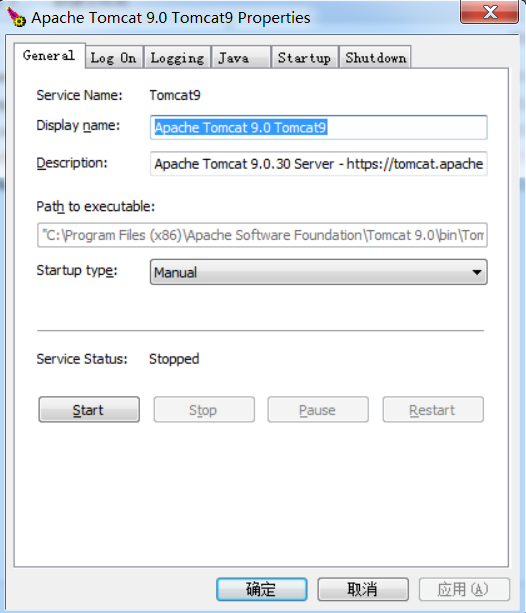 Apache Tomcat 9.0 Tomcat9 Properties
General Log On Logging Java Startup Shutdown
Service Name: Tomcat9
Display name: Apache Tomcat 9.0 Tomcat9
Description: Apache Tomcat 9.0.30 Server - https://tomcat.apache
Path to executable:
"C:\Program Files (x86)\Apache Software Foundation\Tomcat 9.0\bin\Tom
Startup type: Manual
Service Status: Stopped
Start Stop Pause Restart
确定 取消 应用(A)